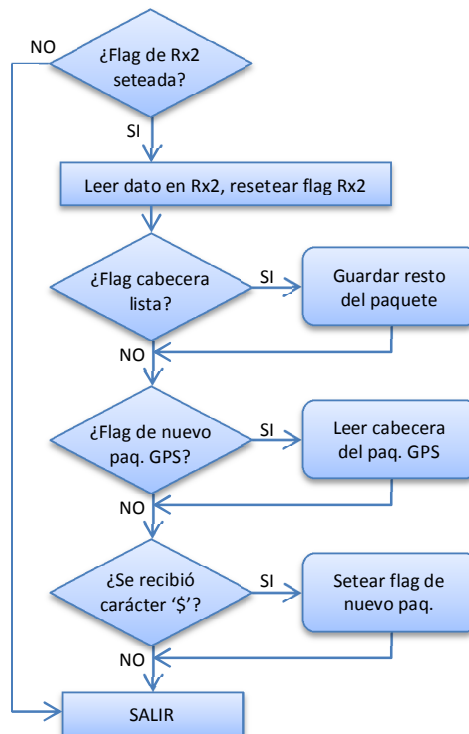 ¿Flag de Rx2
seteada?
NO
SI
Leer dato en Rx2, resetear flag Rx2
¿Flag cabecera
lista?
SI
Guardar resto
del paquete
NO
¿Flag de nuevo
paq. GPS?
SI
Leer cabecera
del paq. GPS
NO
¿Se recibió
carácter ‘$’?
SI
Setear flag de
nuevo paq.
NO
SALIR